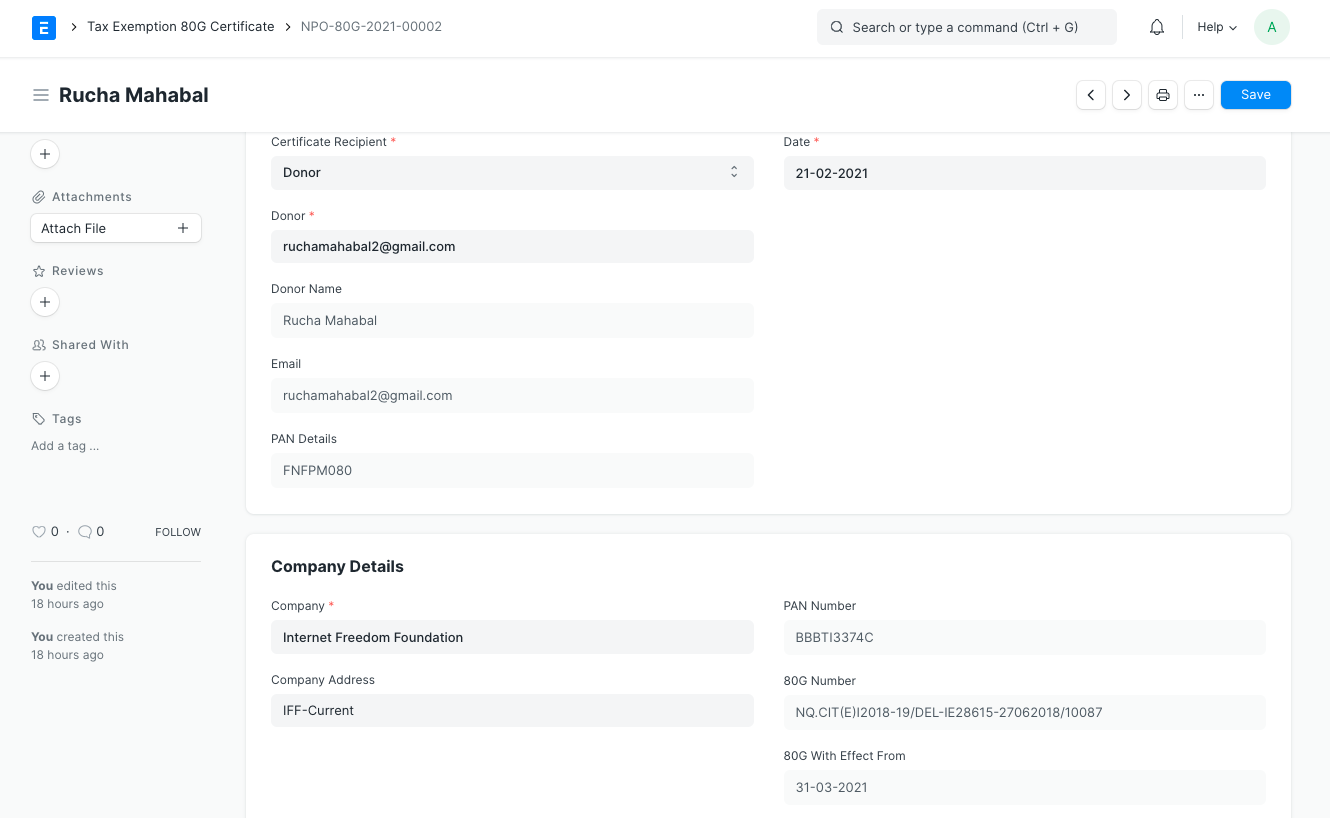 E
Tax Exemption 80G Certificate
NPO-80G-2021-00002
Search or type a command (Ctrl + G)
Help
A
Rucha Mahabal
...
Save
Attachments
Attach File
Reviews
Shared With
Tags
Add a tag ...
0 · 0
FOLLOW
You edited this
18 hours ago
You created this
18 hours ago
Certificate Recipient *
Donor
Date *
21-02-2021
Donor *
ruchamahabal2@gmail.com
Donor Name
Rucha Mahabal
Email
ruchamahabal2@gmail.com
PAN Details
FNFPM080
Company Details
Company *
Internet Freedom Foundation
Company Address
IFF-Current
PAN Number
BBBTI3374C
80G Number
NQ.CIT(E)I2018-19/DEL-IE28615-27062018/10087
80G With Effect From
31-03-2021